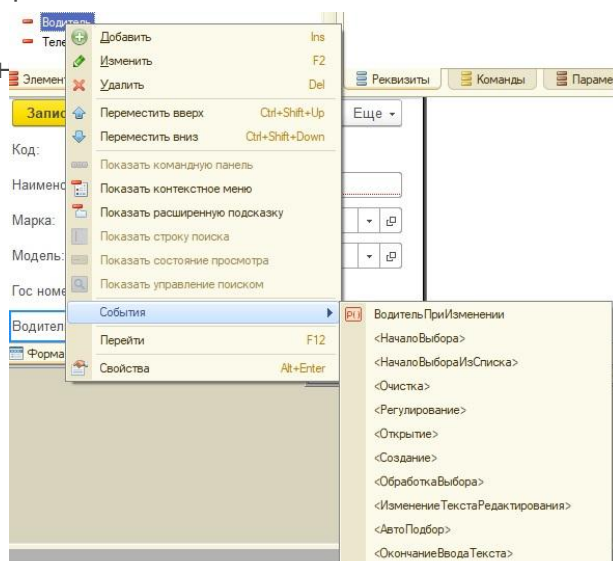 Водитель
Теле
Добавить Ins
Изменить F2
Элемен
Удалить Del
Реквизиты
Команды
Параме
Запис
Переместить вверх Ctrl+Shift+Up
Еще
Переместить вниз Ctrl+Shift+Down
Код:
Показать командную панель
Наимено
Показать контекстное меню
Марка:
Показать расширенную подсказку
Показать строку поиска
Модель:
Показать состояние просмотра
Гос номе
Показать управление поиском
События
Водител
Перейти F12
Форма
Свойства Alt+Enter
ВодительПриИзменении
<НачалоВыбора>
<НачалоВыбораИзСписка>
<Очистка>
<Регулирование>
<Открытие>
<Создание>
<ОбработкаВыбора>
<ИзменениеТекстаРедактирования>
<АвтоПодбор>
<ОкончаниеВводаТекста>